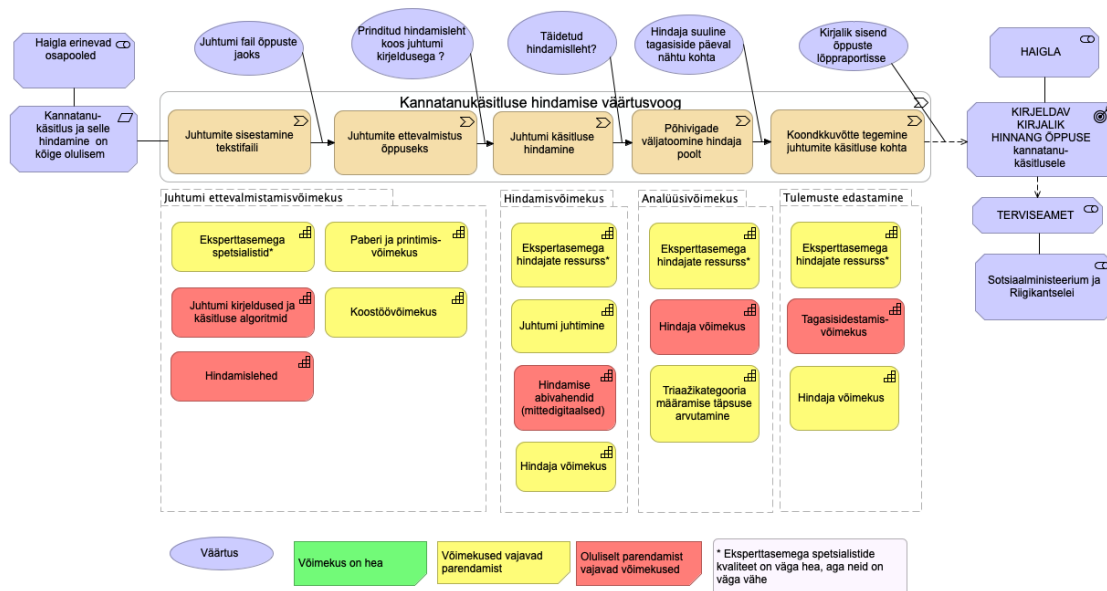 Haigla erinevad
osapooled
Kannatanu-
käsitlus ja selle
hindamine on
kõige olulisem
Juhtumi fail õppuste
jaoks
Prinditud hindamisleht
koos juhtumi
kirjeldusega ?
Täidetud
hindamislleht?
Hindaja suuline
tagasiside päeval
nähtu kohta
Kirjalik sisend
õppuste
lõppraportisse
Kannatanukäsitluse hindamise väärtusvoog
Juhtumite sisestamine
tekstifaili
Juhtumite ettevalmistus
õppuseks
Juhtumi käsitluse
hindamine
Põhivigade
väljatoomine hindaja
poolt
Koondkkuvõtte tegemine
juhtumite käsitluse kohta
HAIGLA
KIRJELDAV
KIRJALIK
HINNANG ÕPPUSE
kannatanu-
käsitlusele
TERVISEAMET
Sotsiaalministeerium ja
Riigikantselei
Juhtumi ettevalmistamisvõimekus
Eksperttasemega
spetsialistid*
Paberi ja printimis-
võimekus
Juhtumi kirjeldused ja
käsitluse algoritmid
Koostöövõimekus
Hindamislehed
Hindamisvõimekus
Ekspertasemega
hindajate ressurss*
Juhtumi juhtimine
Hindamise
abivahendid
(mittedigitaalsed)
Hindaja võimekus
Analüüsivõimekus
Eksperttasemega
hindajate ressurss*
Hindaja võimekus
Triaažikategooria
määramise täpsuse
arvutamine
Tulemuste edastamine
Eksperttasemega
hindajate ressurss*
Tagasisidestamis-
võimekus
Hindaja võimekus
Väärtus
Võimekus on hea
Võimekused vajavad
parendamist
Oluliselt parendamist
vajavad võimekused
* Eksperttasemega spetsialistide
kvaliteet on väga hea, aga neid on
väga vähe